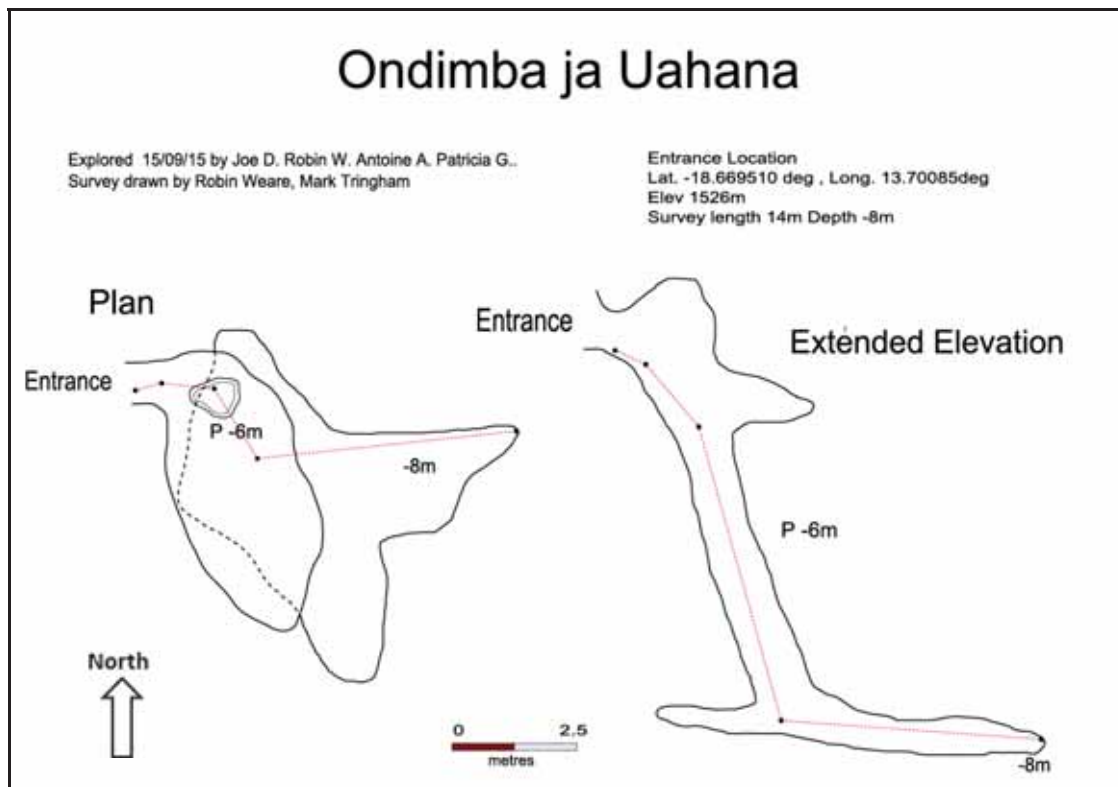 Ondimba ja Uahana
Explored 15/09/15 by Joe D. Robin W. Antoine A. Patricia G..
Survey drawn by Robin Weare, Mark Tringham
Entrance Location
Lat. -18.669510 deg , Long. 13.70085deg
Elev 1526m
Survey length 14m Depth -8m
Plan
Entrance
P -6m
-8m
North
Entrance
Extended Elevation
P -6m
-8m
0 2.5
metres